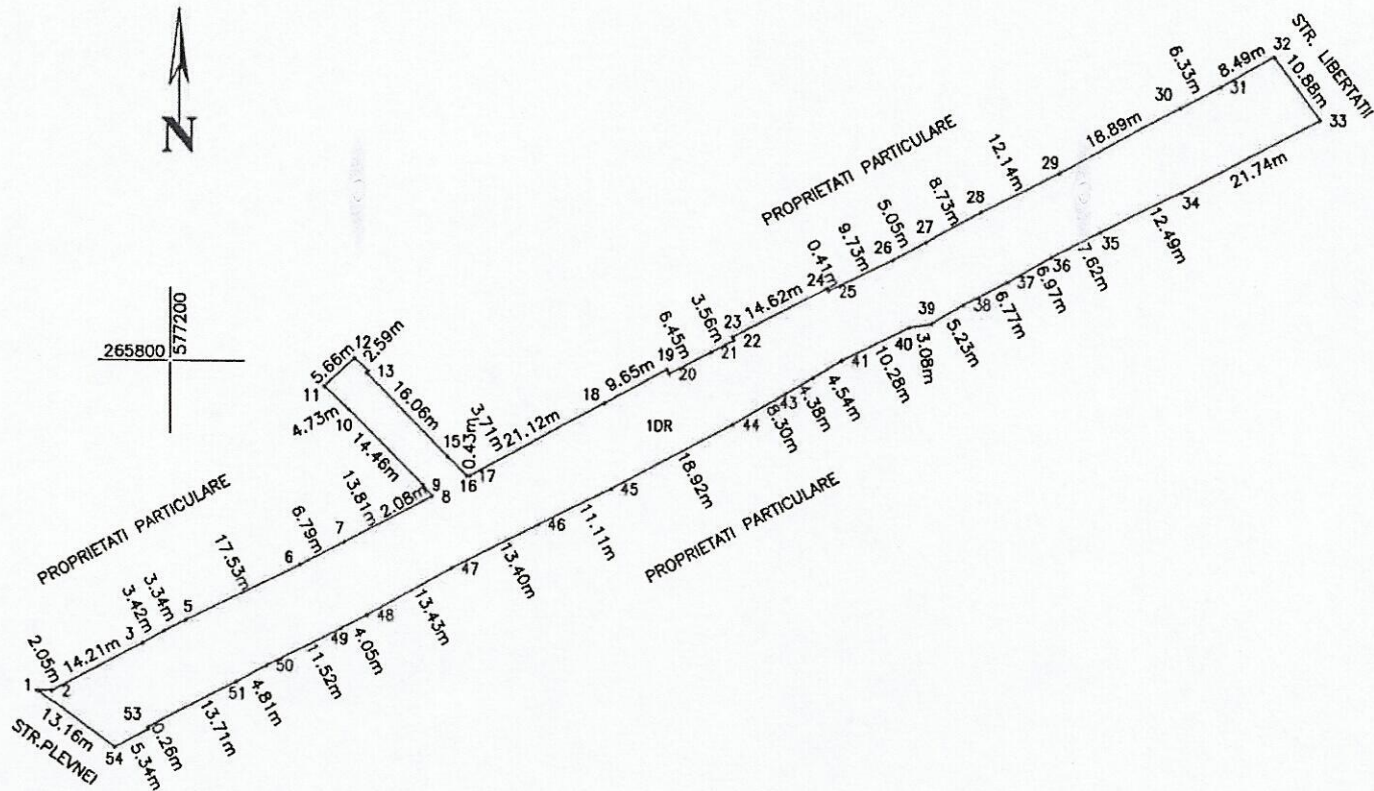 N
STR. LIBERTATII
32
10.88m
8.49m
31
33
6.33m
30
18.89m
29
12.14m
21.74m
34
PROPRIETATI PARTICULARE
28
8.73m
27
5.05m
12.49m
35
26
9.73m
7.62m
36
0.41m
24
25
6.97m
37
577200
265800
14.62m
23
22
3.56m
21
6.77m
38
39
5.23m
3.08m
40
6.45m
19
20
10.28m
41
12
2.59m
5.66m
13
11
16.06m
9.65m
18
4.54m
4.38m
43
4.73m
10
14.46m
15
3.71m
0.43m
21.12m
1DR
8.30m
44
16
17
9
8
18.92m
45
PROPRIETATI PARTICULARE
13.81m
2.08m
7
6.79m
6
11.11m
46
PROPRIETATI PARTICULARE
17.53m
13.40m
47
3.34m
5
3.42m
3
13.43m
48
14.21m
2.05m
1
2
4.05m
49
11.52m
50
4.81m
51
13.16m
13.71m
53
0.26m
5.34m
54
STR.PLEVNEI